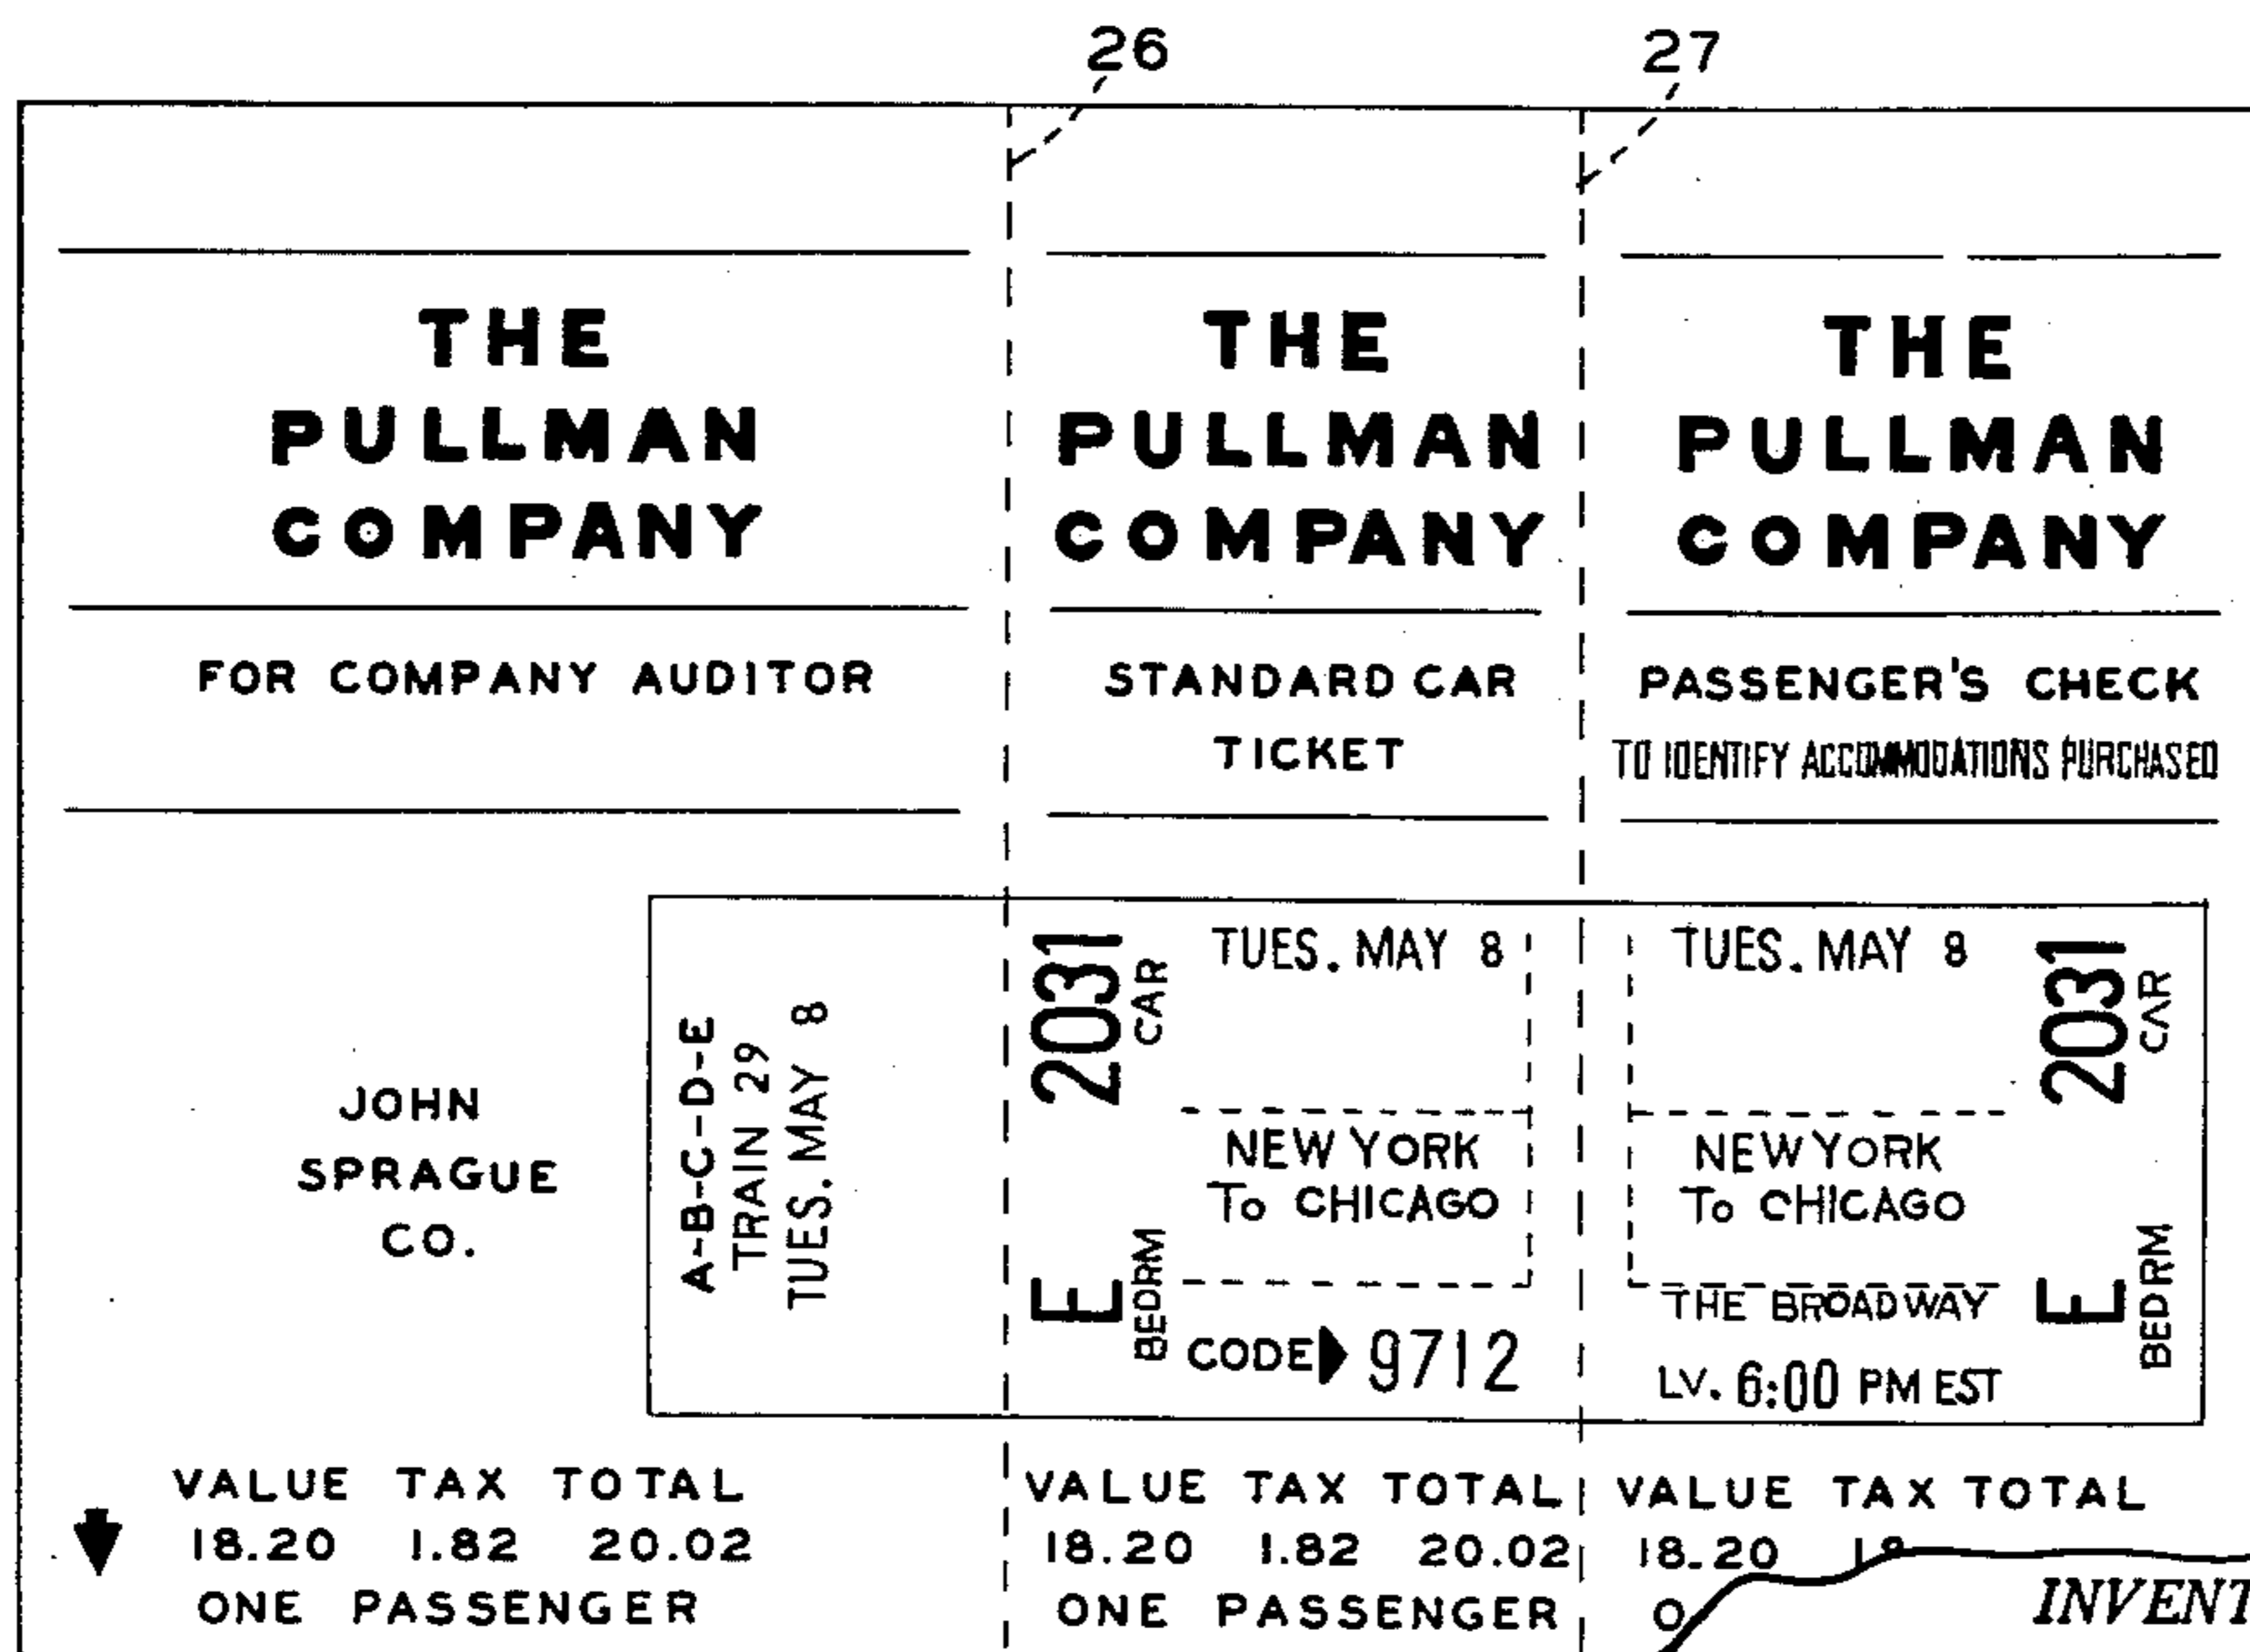 26
27
THE
PULLMAN
COMPANY
FOR COMPANY AUDITOR
JOHN
SPRAGUE
CO.
A-B-C-D-E
TRAIN 29
TUES. MAY 8
VALUE TAX TOTAL
18.20 1.82 20.02
ONE PASSENGER
THE
PULLMAN
COMPANY
STANDARD CAR
TICKET
2031
CAR
E
BEDRM
TUES. MAY 8
NEW YORK
To CHICAGO
CODE 9712
VALUE TAX TOTAL
18.20 1.82 20.02
ONE PASSENGER
THE
PULLMAN
COMPANY
PASSENGER'S CHECK
TO IDENTIFY ACCOMMODATIONS PURCHASED
TUES. MAY 8
NEW YORK
To CHICAGO
THE BROADWAY
LV. 6:00 PM EST
2031
CAR
E
BEDRM
VALUE TAX TOTAL
18.20
INVENT